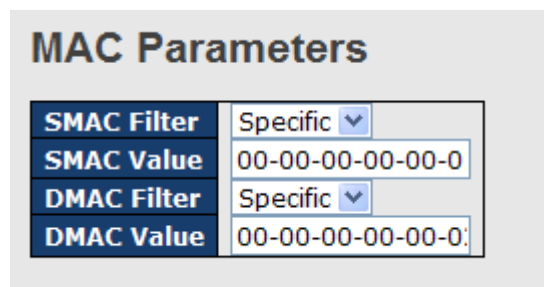 MAC Parameters
SMAC Filter Specific
SMAC Value 00-00-00-00-00-0
DMAC Filter Specific
DMAC Value 00-00-00-00-00-0